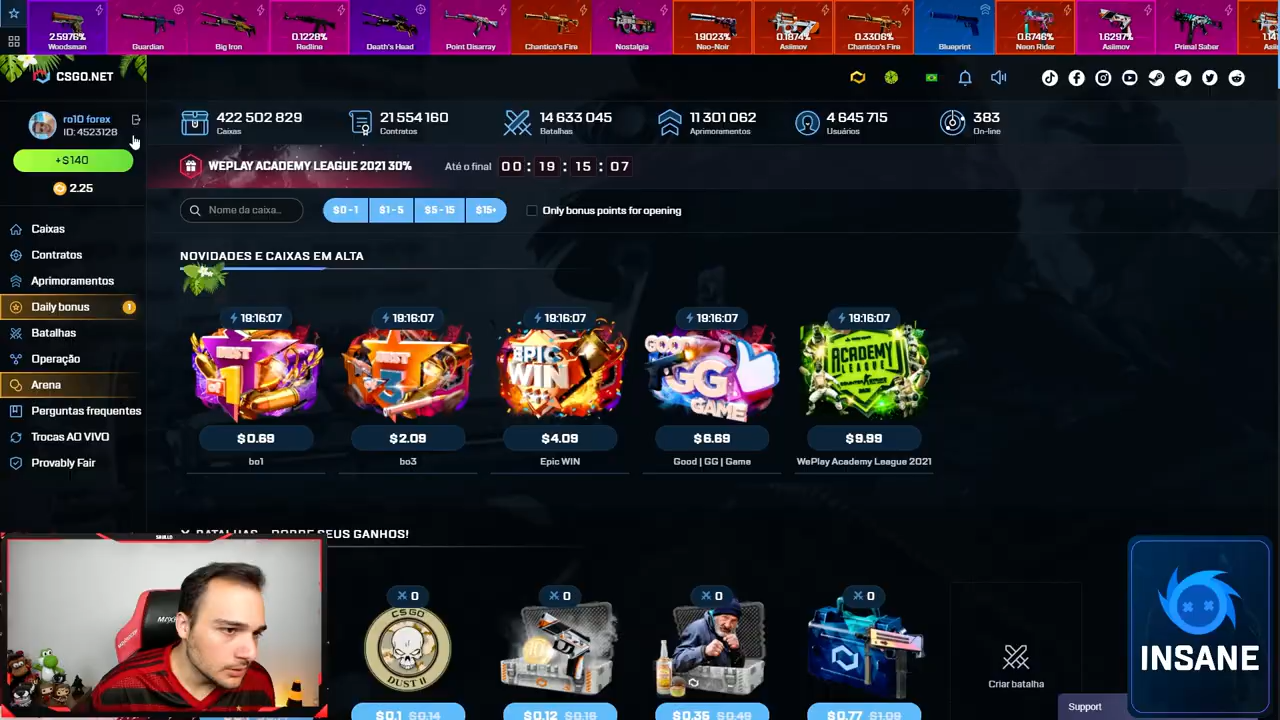 2.5976%
0.1228%
1.9023%
0.1874%
0.3306%
0.6746%
1.6297%
Woodsman
Guardian
Big Iron
Redline
Death's Head
Point Disarray
Chantico's Fire
Nostalgia
Neo-Noir
Asiimov
Chantico's Fire
Blueprint
Neon Rider
Asiimov
Primal Saber
CSGO.NET
ro10 forex
ID: 4523128
+$140
2.25
422 502 829
Caixas
21 554 160
Contratos
14 633 045
Batalhas
11 301 062
Aprimoramentos
4 645 715
Usuários
383
On-line
WEPLAY ACADEMY LEAGUE 2021 30%
Até o final
00 : 19 : 15 : 07
Nome da caixa...
$0 - 1
$1 - 5
$5 - 15
$15+
Only bonus points for opening
Caixas
Contratos
Aprimoramentos
Daily bonus
1
Batalhas
Operação
Arena
Perguntas frequentes
Trocas AO VIVO
Provably Fair
NOVIDADES E CAIXAS EM ALTA
19:16:07
19:16:07
19:16:07
19:16:07
19:16:07
BEST
OF 1
BEST
3
EPIC
WIN
GOOD
GG
GAME
ACADEMY
LEAGUE
$0.69
$2.09
$4.09
$6.69
$9.99
bo1
bo3
Epic WIN
Good | GG | Game
WePlay Academy League 2021
SEUS GANHOS!
0
0
0
0
CSGO
DUST II
$0.1 $0.14
$0.12 $0.18
$0.35 $0.49
$0.77 $1.08
Criar batalha
INSANE
Support